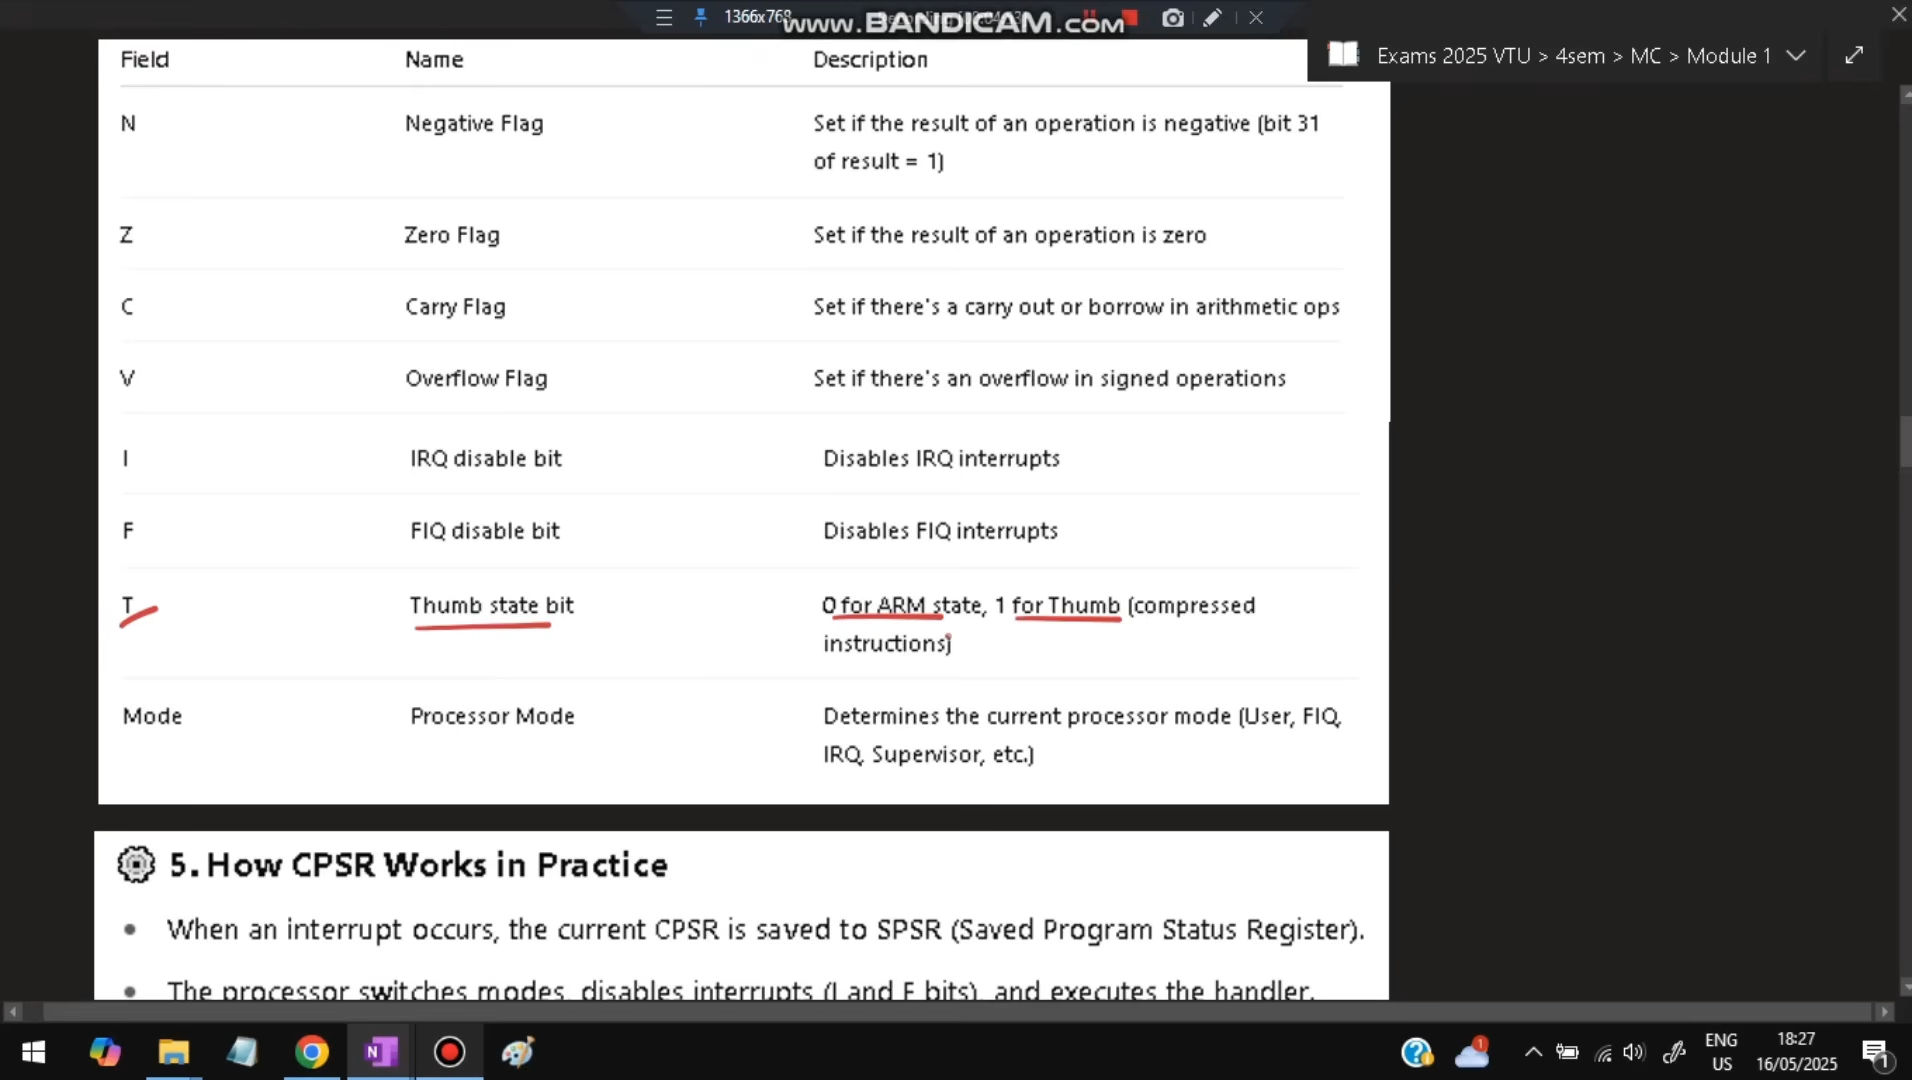 1366x768
www.BANDICAM.com
Exams 2025 VTU > 4sem > MC > Module 1
Field Name Description
N Negative Flag Set if the result of an operation is negative (bit 31
of result = 1)
Z Zero Flag Set if the result of an operation is zero
C Carry Flag Set if there's a carry out or borrow in arithmetic ops
V Overflow Flag Set if there's an overflow in signed operations
I IRQ disable bit Disables IRQ interrupts
F FIQ disable bit Disables FIQ interrupts
T Thumb state bit 0 for ARM state, 1 for Thumb (compressed
instructions)
Mode Processor Mode Determines the current processor mode (User, FIQ,
IRQ, Supervisor, etc.)
5. How CPSR Works in Practice
• When an interrupt occurs, the current CPSR is saved to SPSR (Saved Program Status Register).
• The processor switches modes, disables interrupts (I and F bits), and executes the handler.
N
1
ENG
US
18:27
16/05/2025
1